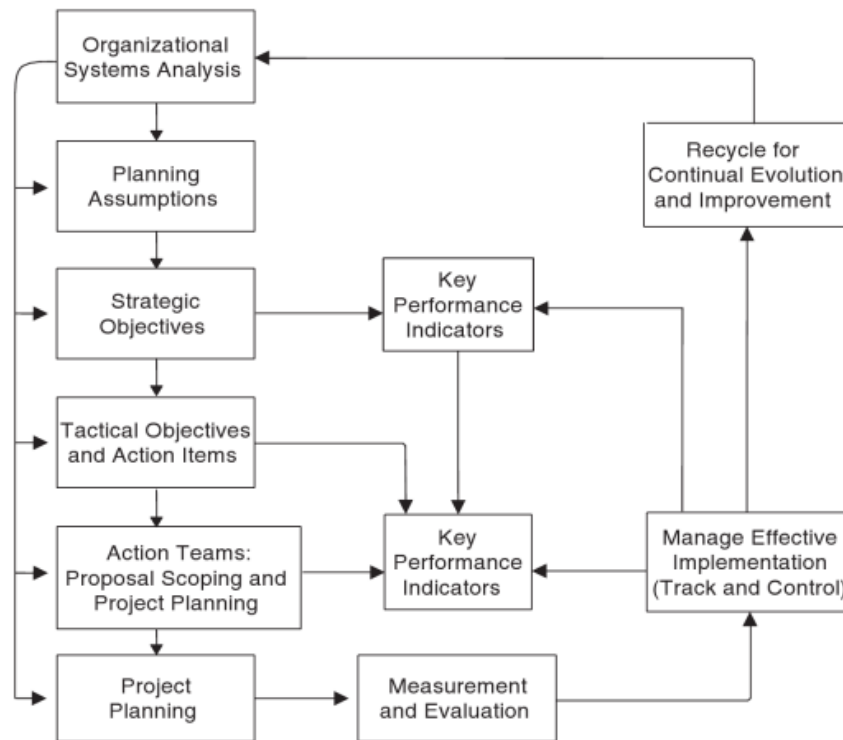 Organizational
Systems Analysis
Recycle for
Continual Evolution
and Improvement
Planning
Assumptions
Strategic
Objectives
Key
Performance
Indicators
Tactical Objectives
and Action Items
Action Teams:
Proposal Scoping and
Project Planning
Key
Performance
Indicators
Manage Effective
Implementation
(Track and Control)
Project
Planning
Measurement
and Evaluation